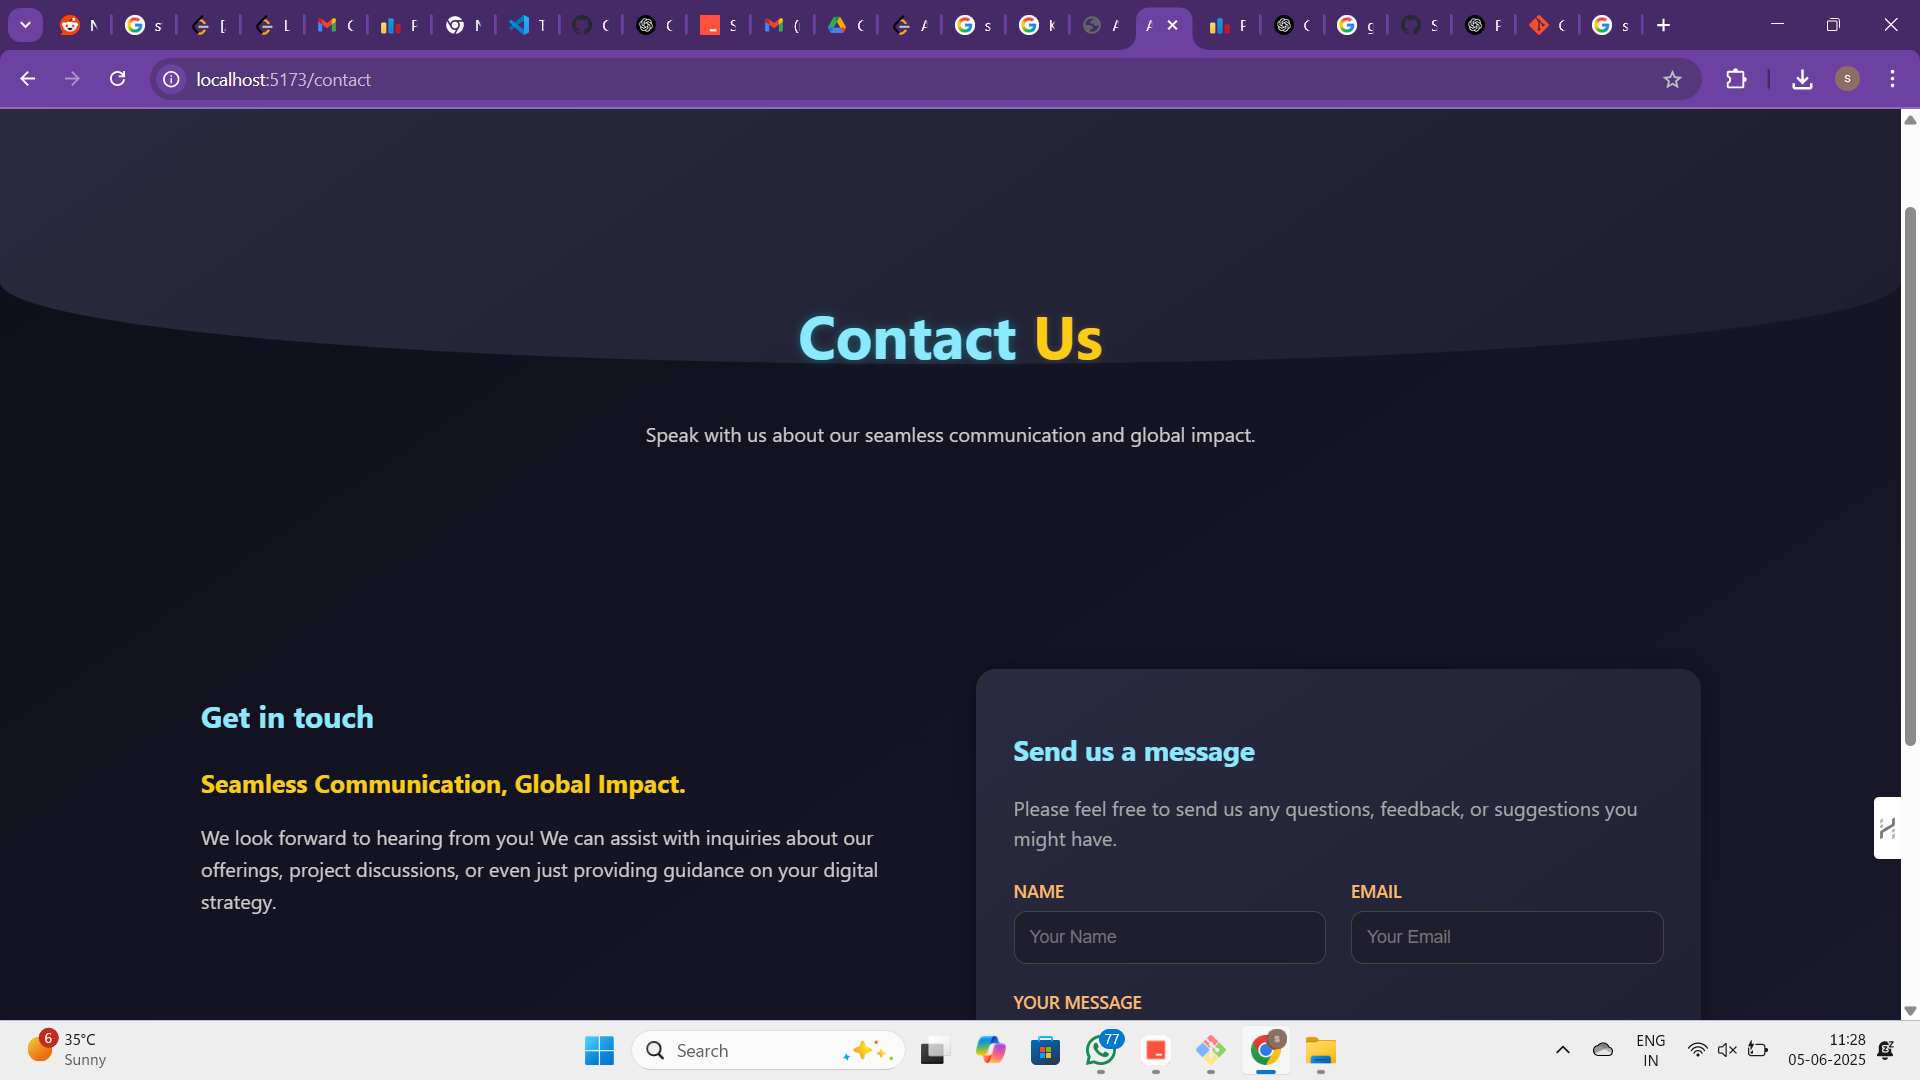 localhost:5173/contact
Contact Us
Speak with us about our seamless communication and global impact.
Get in touch
Seamless Communication, Global Impact.
We look forward to hearing from you! We can assist with inquiries about our
offerings, project discussions, or even just providing guidance on your digital
strategy.
Send us a message
Please feel free to send us any questions, feedback, or suggestions you
might have.
NAME
EMAIL
Your Name
Your Email
YOUR MESSAGE
6
35°C
Sunny
Search
77
ENG
IN
11:28
05-06-2025